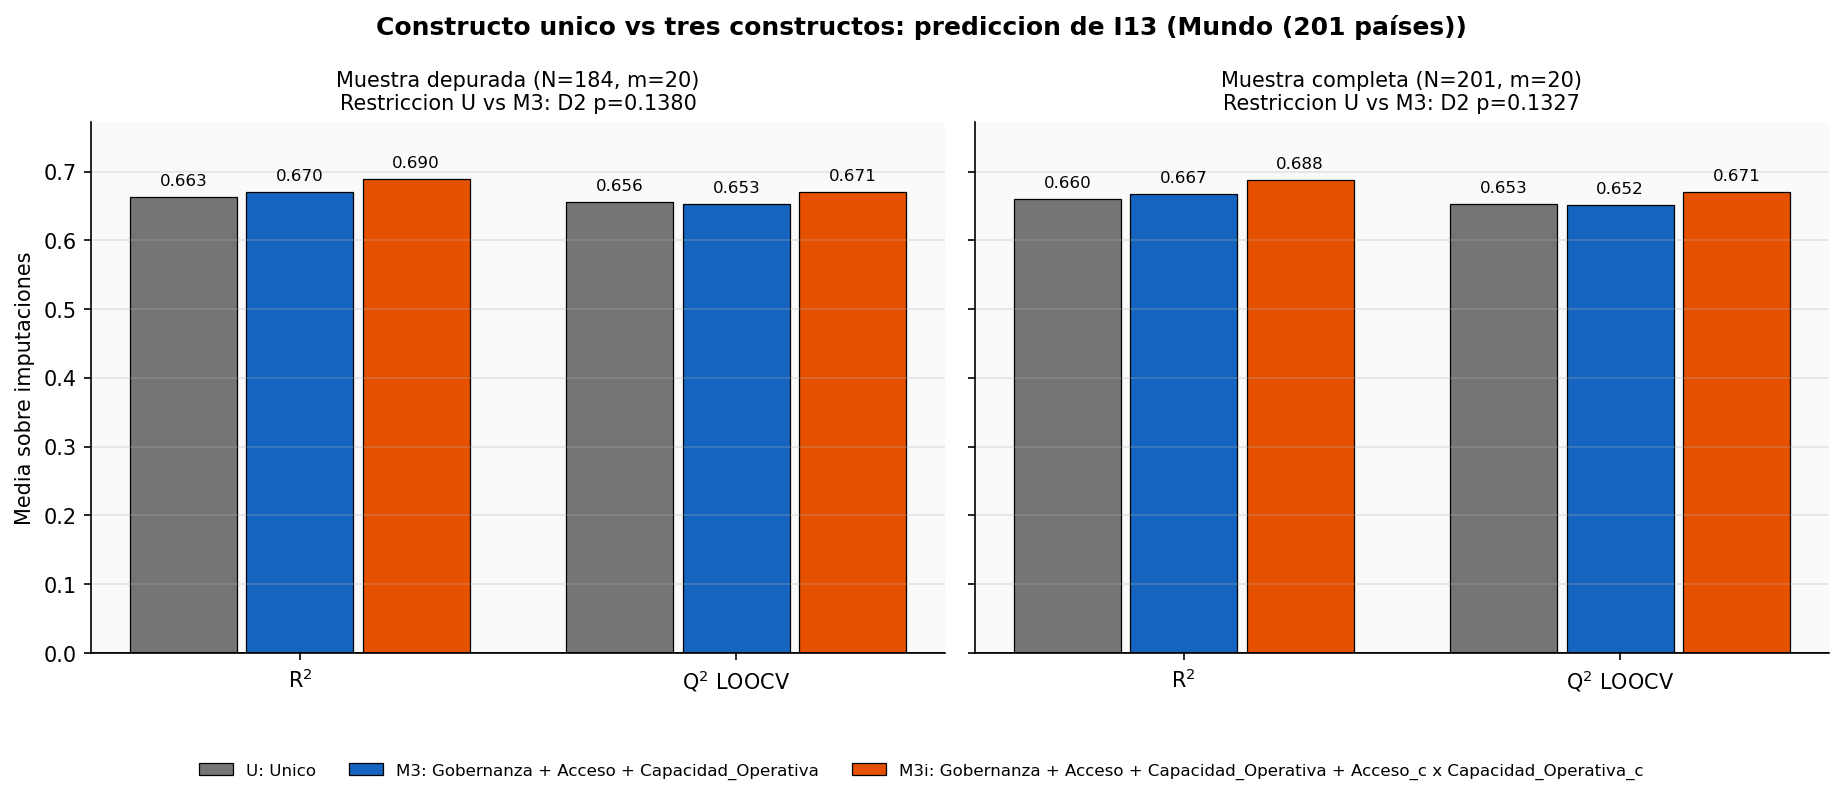 Constructo unico vs tres constructos: prediccion de I13 (Mundo (201 países))
Muestra depurada (N=184, m=20)
Restriccion U vs M3: D2 p=0.1380
Muestra completa (N=201, m=20)
Restriccion U vs M3: D2 p=0.1327
Media sobre imputaciones
0.7
0.6
0.5
0.4
0.3
0.2
0.1
0.0
0.663
0.670
0.690
0.656
0.653
0.671
0.660
0.667
0.688
0.653
0.652
0.671
R²
Q² LOOCV
R²
Q² LOOCV
U: Unico
M3: Gobernanza + Acceso + Capacidad_Operativa
M3i: Gobernanza + Acceso + Capacidad_Operativa + Acceso_c x Capacidad_Operativa_c